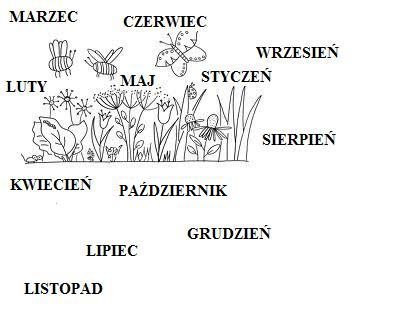 MARZEC
CZERWIEC
WRZESIEŃ
LUTY
MAJ
STYCZEŃ
SIERPIEŃ
KWIECIEŃ
PAŹDZIERNIK
GRUDZIEŃ
LIPIEC
LISTOPAD